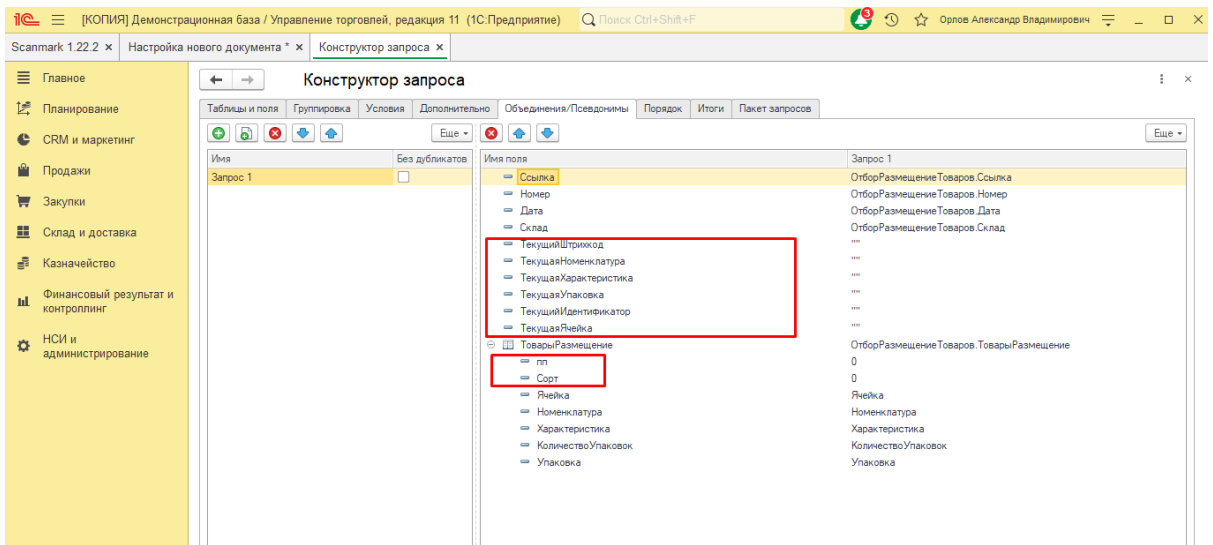 1С [КОПИЯ] Демонстрационная база / Управление торговлей, редакция 11 (1С:Предприятие) Поиск Ctrl+Shift+F 3 Орлов Александр Владимирович
Scanmark 1.22.2 × Настройка нового документа * × Конструктор запроса ×
Главное
Планирование
CRM и маркетинг
Продажи
Закупки
Склад и доставка
Казначейство
Финансовый результат и
контроллинг
НСИ и
администрирование
Конструктор запроса
Таблицы и поля Группировка Условия Дополнительно Объединения/Псевдонимы Порядок Итоги Пакет запросов
Еще Еще
Имя Без дубликатов Имя поля Запрос 1
Запрос 1 Ссылка ОтборРазмещениеТоваров.Ссылка
Номер ОтборРазмещениеТоваров.Номер
Дата ОтборРазмещениеТоваров.Дата
Склад ОтборРазмещениеТоваров.Склад
ТекущийШтрихкод ""
ТекущаяНоменклатура ""
ТекущаяХарактеристика ""
ТекущаяУпаковка ""
ТекущийИдентификатор ""
ТекущаяЯчейка ""
ТоварыРазмещение ОтборРазмещениеТоваров.ТоварыРазмещение
пп 0
Сорт 0
Ячейка Ячейка
Номенклатура Номенклатура
Характеристика Характеристика
КоличествоУпаковок КоличествоУпаковок
Упаковка Упаковка